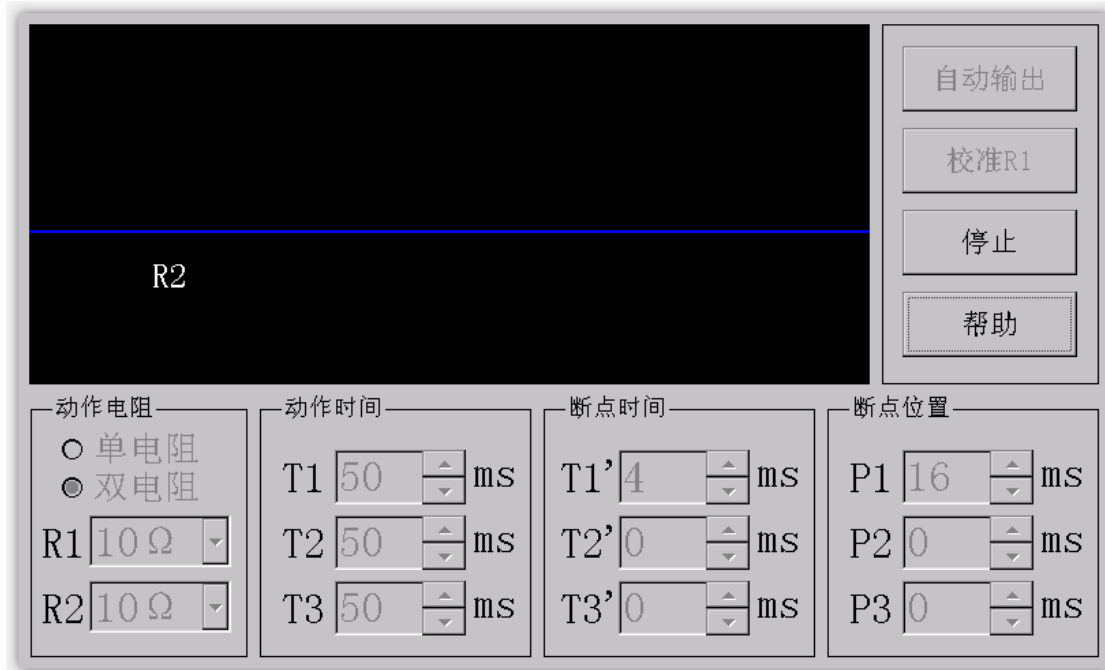 自动输出
校准R1
停止
帮助
R2
动作电阻
单电阻
双电阻
R1 10Ω
R2 10Ω
动作时间
T1 50 ms
T2 50 ms
T3 50 ms
断点时间
T1’ 4 ms
T2’ 0 ms
T3’ 0 ms
断点位置
P1 16 ms
P2 0 ms
P3 0 ms